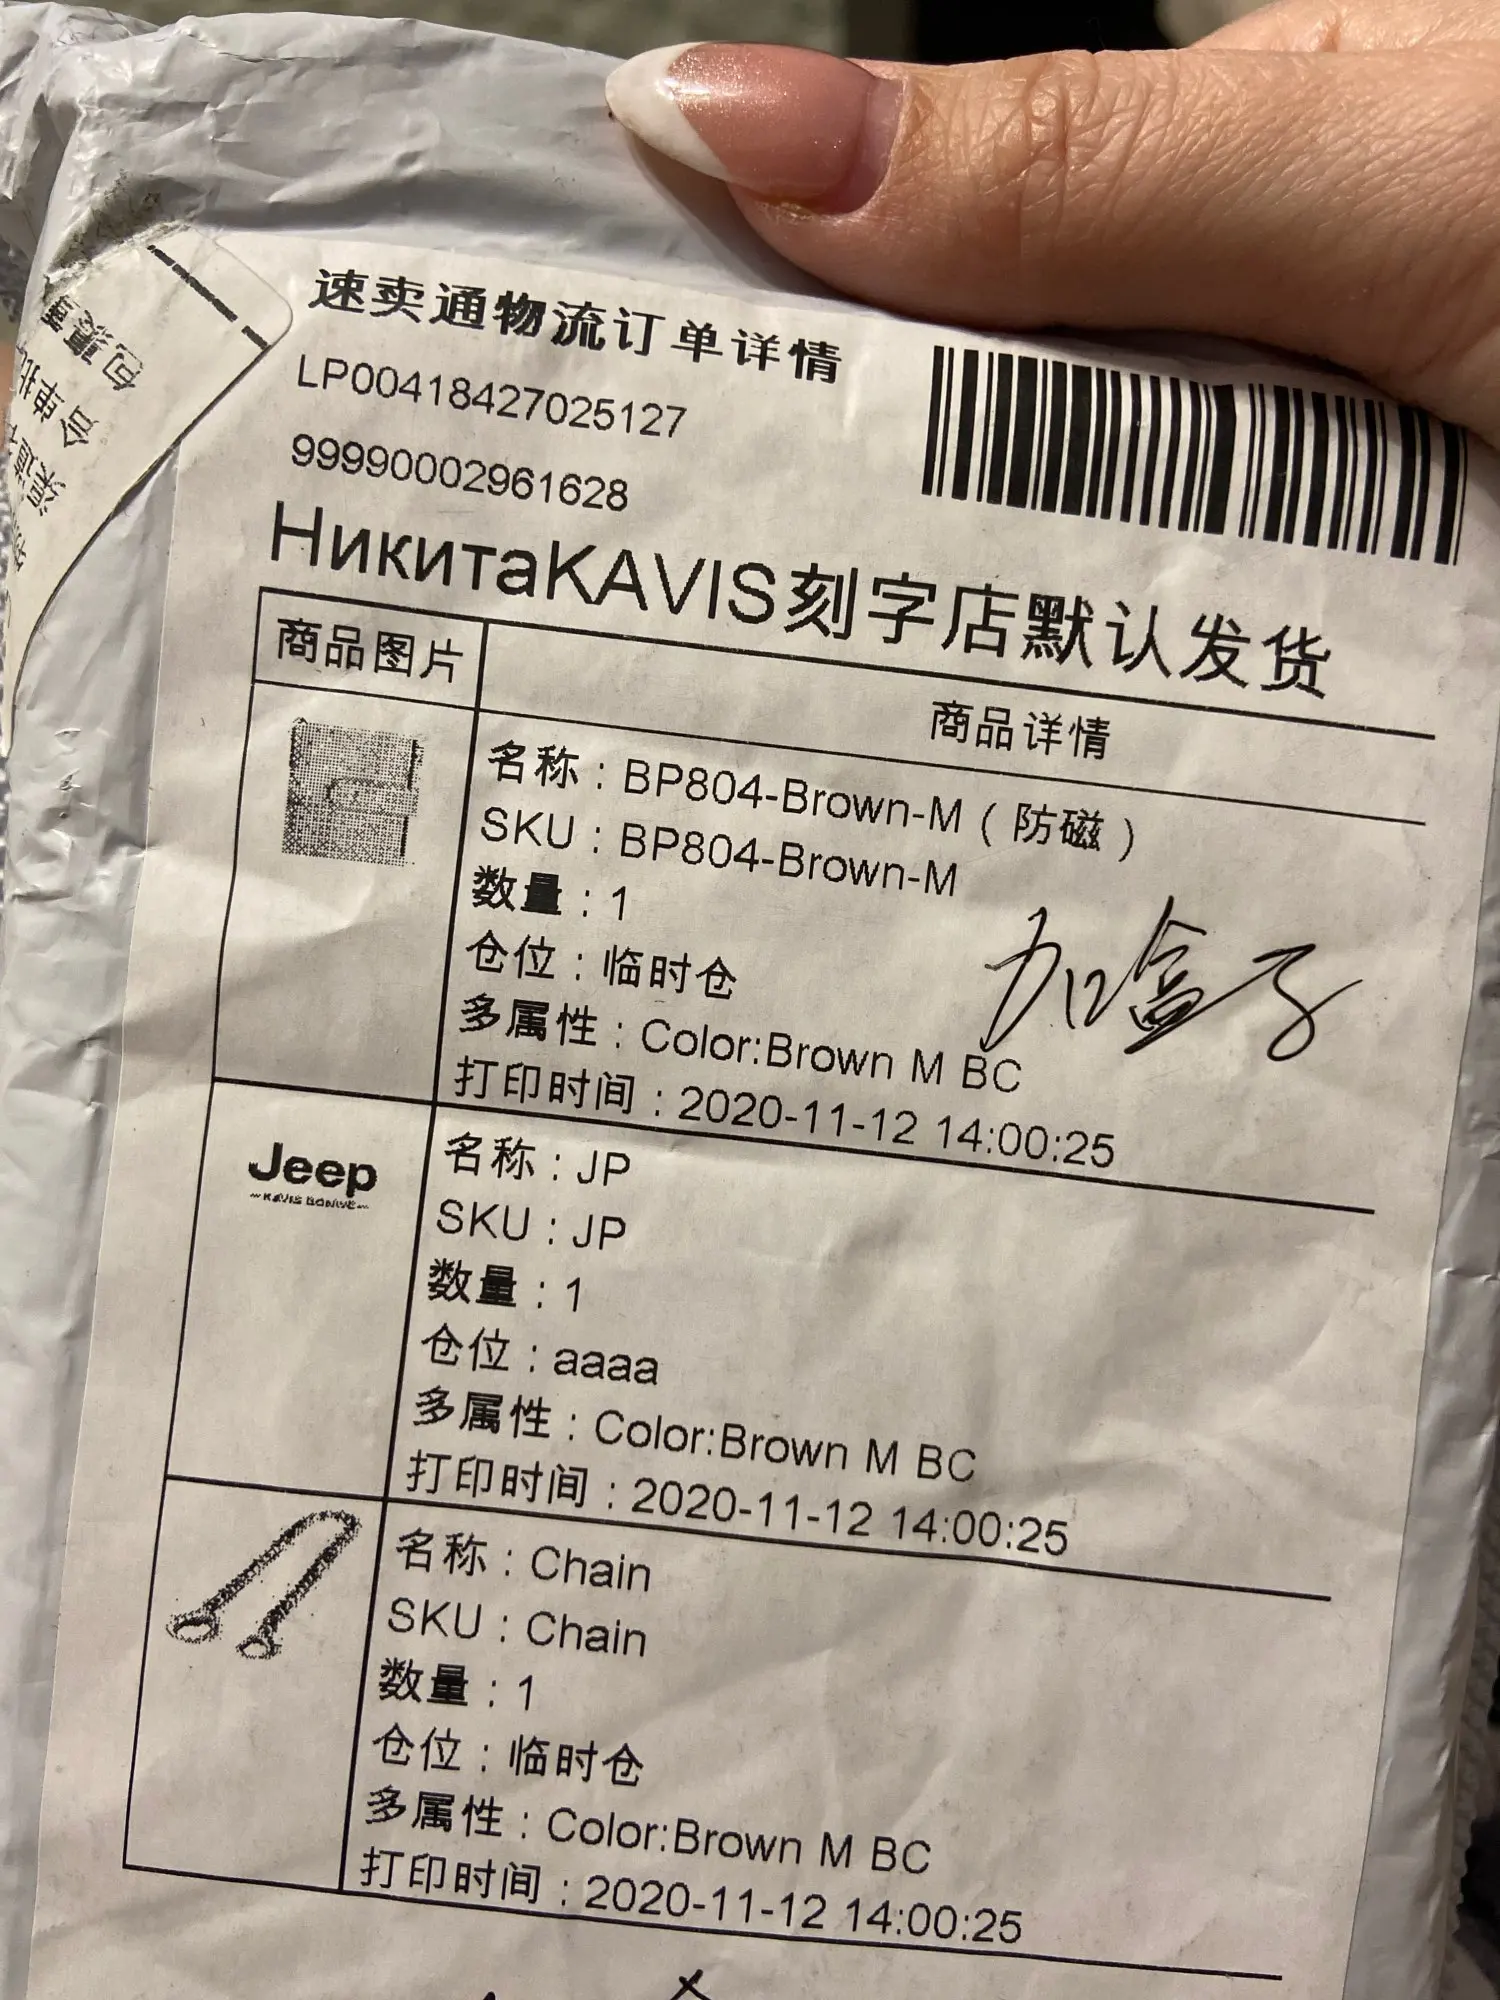 速卖通物流订单详情
LP00418427025127
99990002961628
НикитаKAVIS刻字店默认发货
商品图片
商品详情
名称：BP804-Brown-M（防磁）
SKU：BP804-Brown-M
数量：1
仓位：临时仓
多属性：Color:Brown M BC
打印时间：2020-11-12 14:00:25
加盒子
Jeep
名称：JP
SKU：JP
数量：1
仓位：aaaa
多属性：Color:Brown M BC
打印时间：2020-11-12 14:00:25
名称：Chain
SKU：Chain
数量：1
仓位：临时仓
多属性：Color:Brown M BC
打印时间：2020-11-12 14:00:25